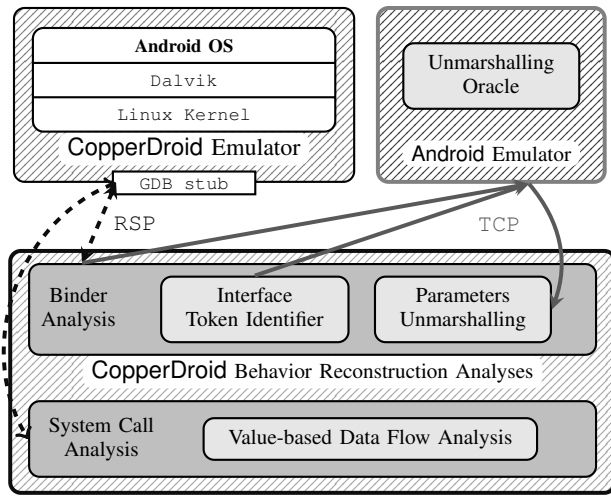 Android OS
Dalvik
Linux Kernel
CopperDroid Emulator
GDB stub
Unmarshalling
Oracle
Android Emulator
RSP
TCP
Binder
Analysis
Interface
Token Identifier
Parameters
Unmarshalling
CopperDroid Behavior Reconstruction Analyses
System Call
Analysis
Value-based Data Flow Analysis